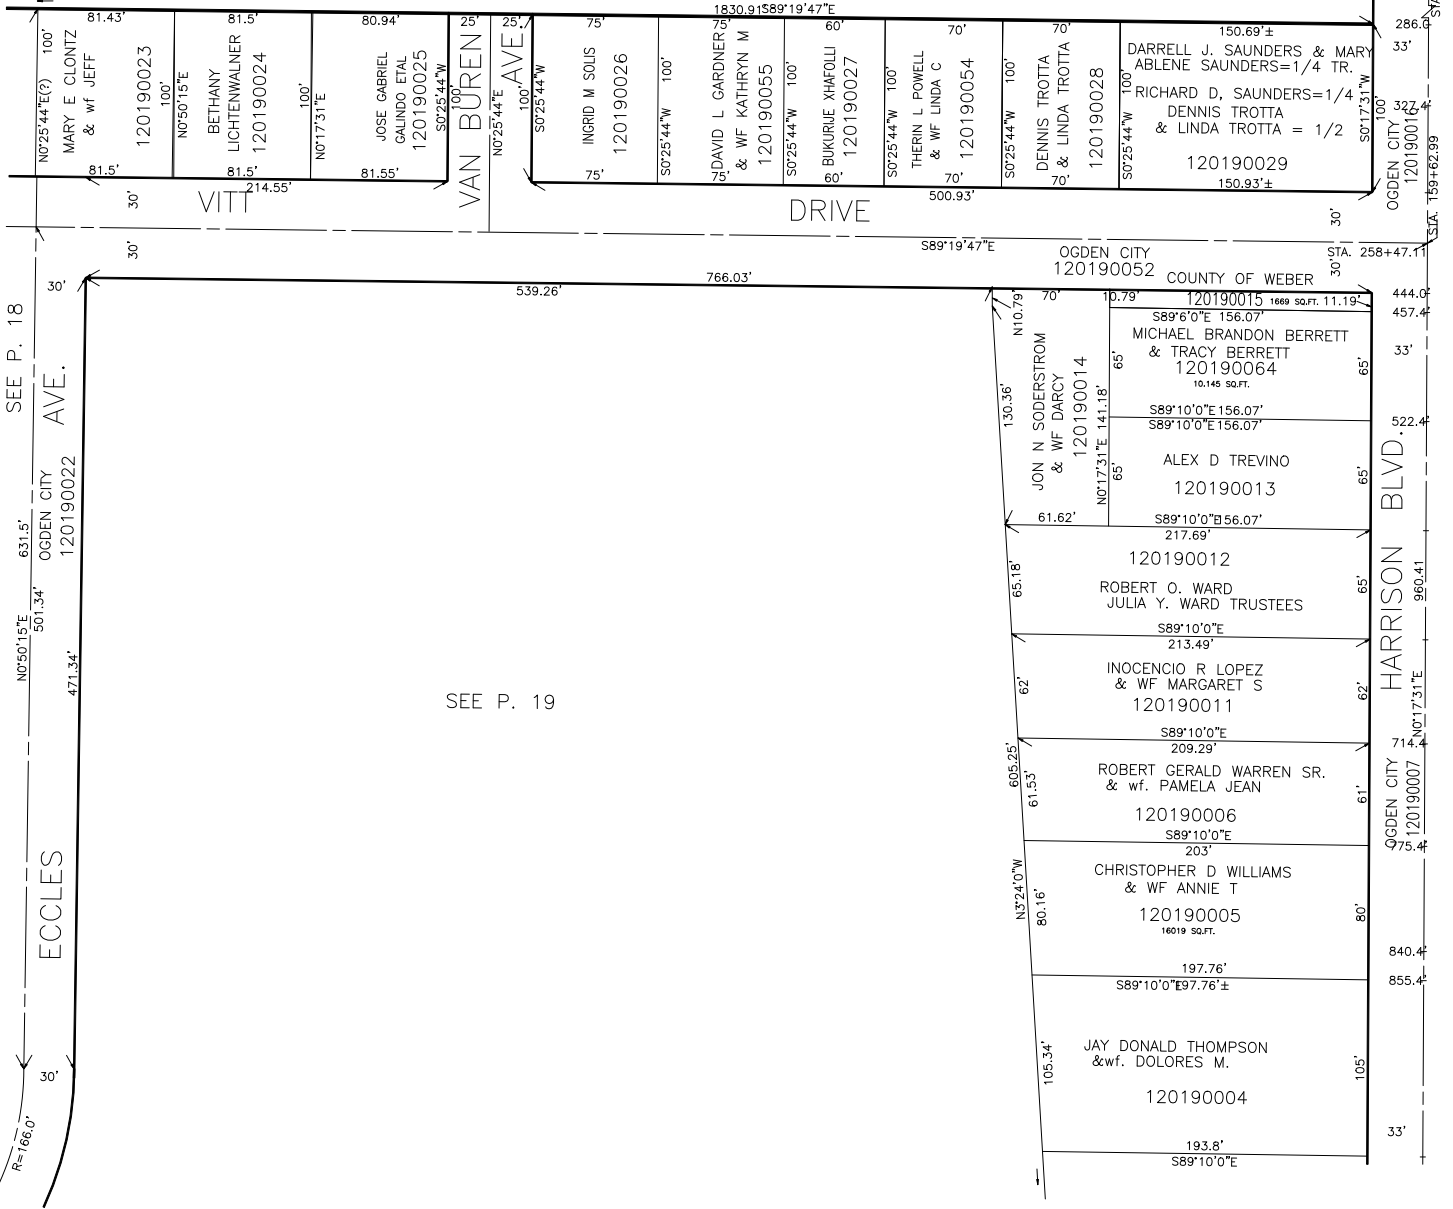 1830.91'
S89°19'47"E
81.43'
81.5'
80.94'
25'
25'
75'
75'
60'
70'
70'
150.69'±
286.0'
33'
N0°25'44"E(?)
100'
MARY E CLONTZ
& wf JEFF
120190023
100'
N0°50'15"E
BETHANY
LICHTENWALNER
120190024
100'
N0°17'31"E
JOSE GABRIEL
GALINDO ETAL
120190025
S0°25'44"W
100'
VAN BUREN
AVE.
N0°25'44"E
100'
S0°25'44"W
INGRID M SOLIS
120190026
S0°25'44"W
100'
DAVID L GARDNER
& WF KATHRYN M
120190055
S0°25'44"W
100'
BUKURIJE XHAFOLLI
120190027
S0°25'44"W
100'
THERIN L POWELL
& WF LINDA C
120190054
S0°25'44"W
100'
DENNIS TROTTA
& LINDA TROTTA
120190028
S0°25'44"W
100'
DARRELL J. SAUNDERS & MARY
ABLENE SAUNDERS=1/4 TR.
RICHARD D, SAUNDERS=1/4
DENNIS TROTTA
& LINDA TROTTA = 1/2
120190029
S0°17'31"W
100'
327.4'
OGDEN CITY
120190016
STA. 159+62.99
81.5'
81.5'
81.55'
75'
75'
60'
70'
70'
150.93'±
214.55'
500.93'
30'
VITT
DRIVE
30'
30'
S89°19'47"E
OGDEN CITY
120190052
30'
STA. 258+47.11
30'
766.03'
539.26'
COUNTY OF WEBER
70'
10.79'
120190015
1669 SQ.FT.
11.19'
444.0'
457.4'
SEE P. 18
AVE.
ECCLES
OGDEN CITY
120190022
631.5'
501.34'
N0°50'15"E
471.34'
30'
R=166.0'
SEE P. 19
N10.79'
130.36'
JON N SODERSTROM
& WF DARCY
120190014
N0°17'31"E 141.18'
61.62'
S89°6'0"E 156.07'
MICHAEL BRANDON BERRETT
& TRACY BERRETT
120190064
10.145 SQ.FT.
65'
65'
33'
S89°10'0"E 156.07'
S89°10'0"E 156.07'
522.4'
ALEX D TREVINO
120190013
65'
65'
S89°10'0"E 156.07'
217.69'
120190012
ROBERT O. WARD
JULIA Y. WARD TRUSTEES
65.18'
65'
S89°10'0"E
213.49'
INOCENCIO R LOPEZ
& WF MARGARET S
120190011
62'
62'
S89°10'0"E
209.29'
714.4'
ROBERT GERALD WARREN SR.
& wf. PAMELA JEAN
120190006
605.25'
61.53'
61'
S89°10'0"E
203'
775.4'
CHRISTOPHER D WILLIAMS
& WF ANNIE T
120190005
16019 SQ.FT.
N3°24'0"W
80.16'
80'
840.4'
197.76'
S89°10'0"E 197.76'±
855.4'
JAY DONALD THOMPSON
&wf. DOLORES M.
120190004
105.34'
105'
193.8'
S89°10'0"E
33'
HARRISON BLVD.
960.41
N0°17'31"E
OGDEN CITY
120190007